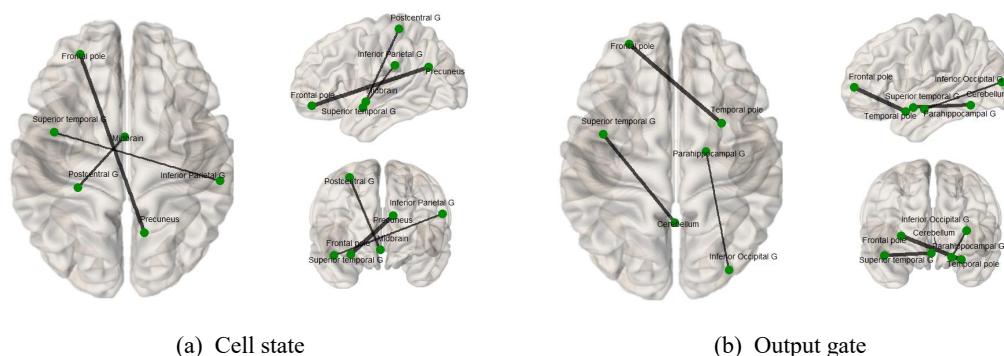 Frontal pole
Superior temporal G
Midbrain
Postcentral G
Inferior Parietal G
Precuneus
Postcentral G
Inferior Parietal G
Precuneus
Frontal pole
Midbrain
Superior temporal G
Postcentral G
Inferior Parietal G
Precuneus
Midbrain
Frontal pole
Superior temporal G
(a) Cell state
Frontal pole
Temporal pole
Superior temporal G
Parahippocampal G
Cerebellum
Inferior Occipital G
Frontal pole
Inferior Occipital G
Superior temporal G
Cerebellum
Temporal pole
Parahippocampal G
Inferior Occipital G
Cerebellum
Frontal pole
Parahippocampal G
Superior temporal G
Temporal pole
(b) Output gate